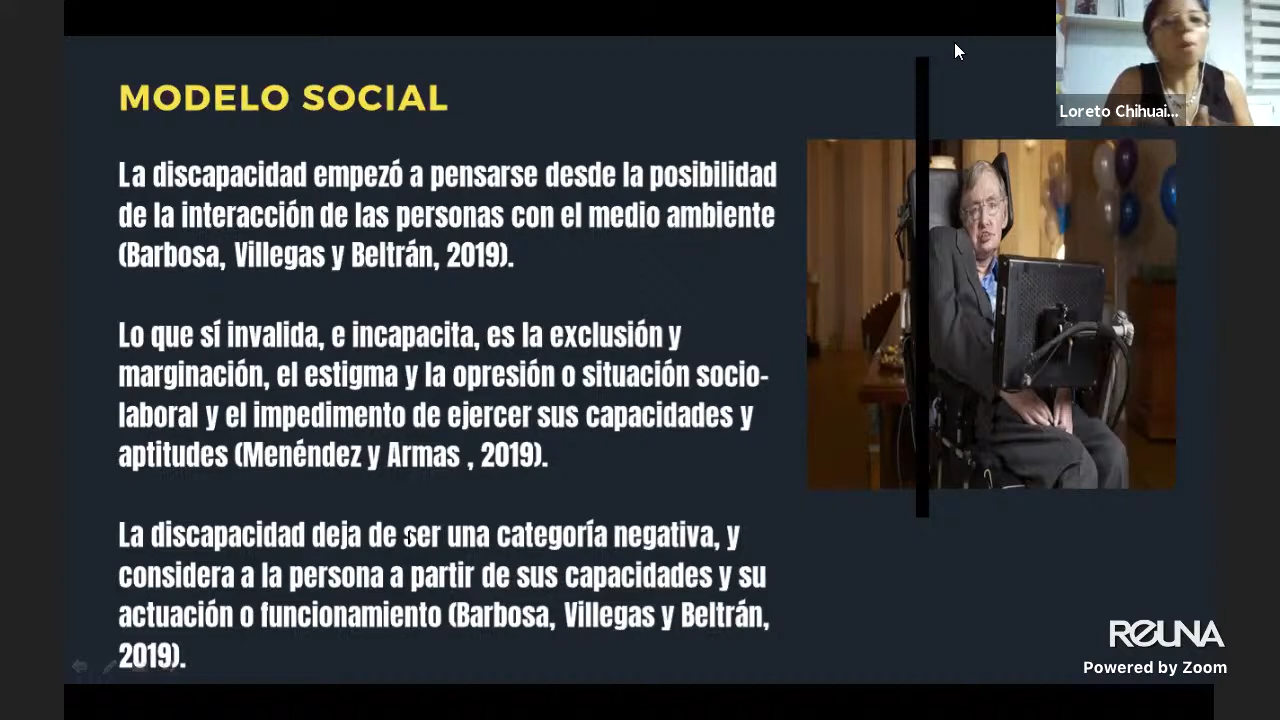 MODELO SOCIAL
La discapacidad empezó a pensarse desde la posibilidad
de la interacción de las personas con el medio ambiente
(Barbosa, Villegas y Beltrán, 2019).
Lo que sí invalida, e incapacita, es la exclusión y
marginación, el estigma y la opresión o situación socio-
laboral y el impedimento de ejercer sus capacidades y
aptitudes (Menéndez y Armas , 2019).
La discapacidad deja de ser una categoría negativa, y
considera a la persona a partir de sus capacidades y su
actuación o funcionamiento (Barbosa, Villegas y Beltrán,
2019).
Loreto Chihuai...
REUNA
Powered by Zoom